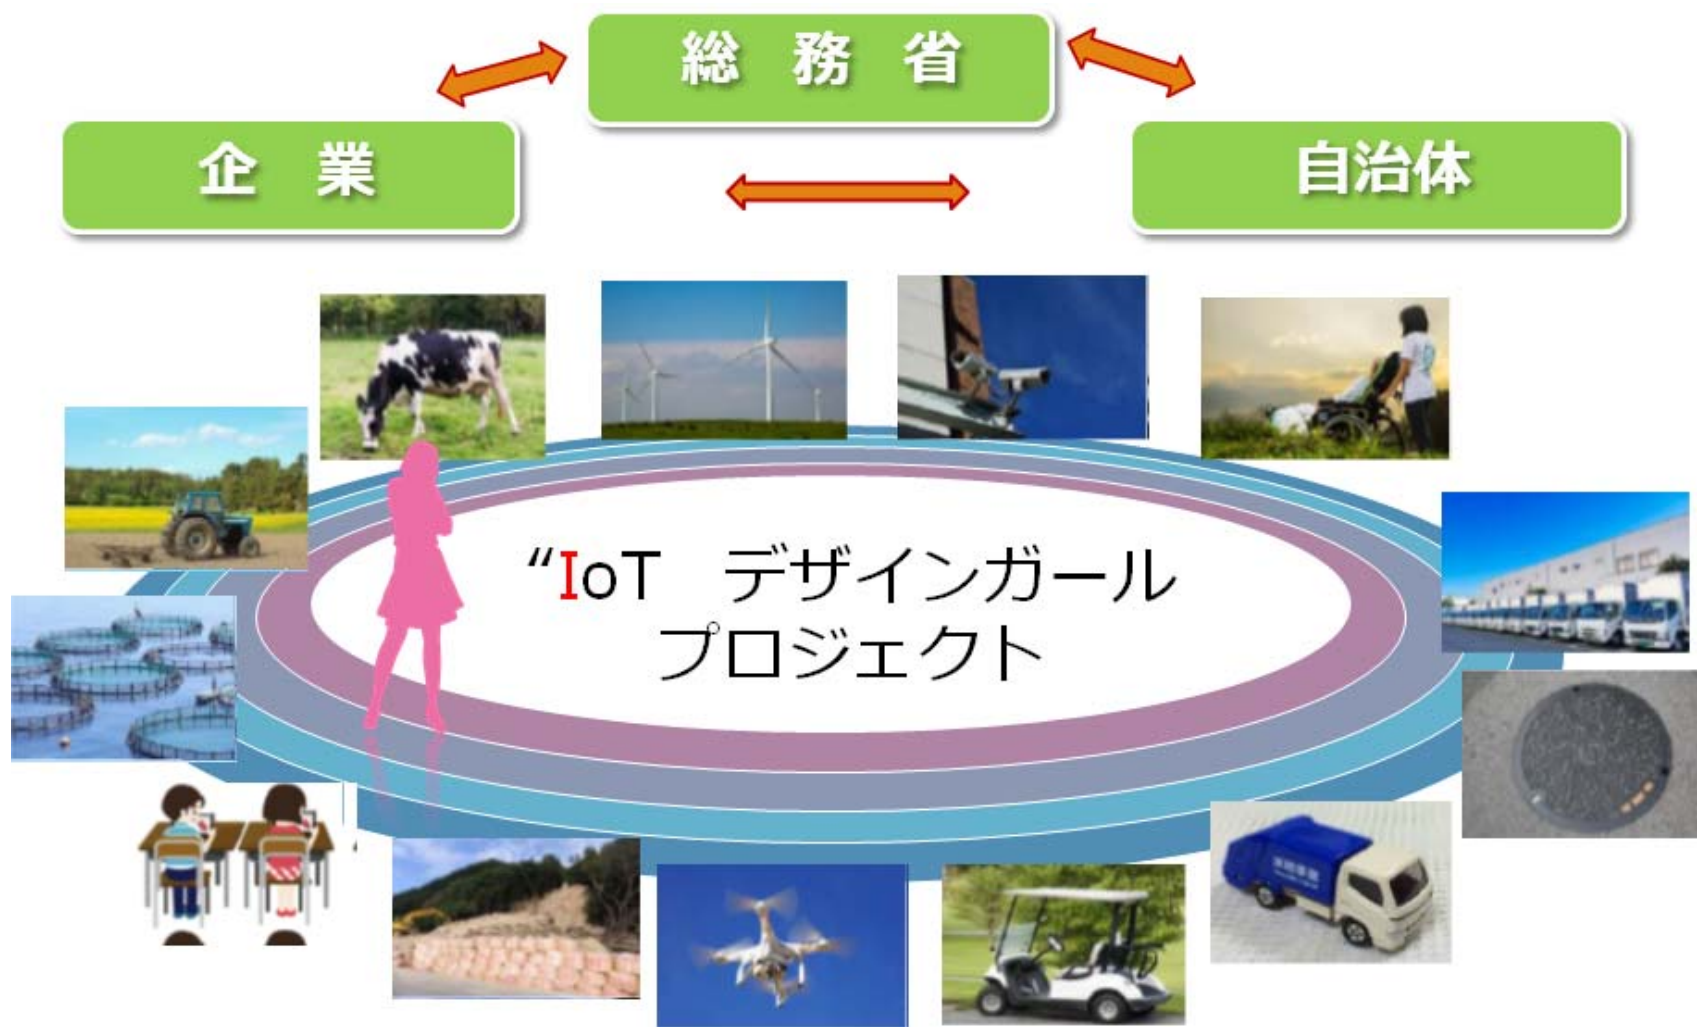 総 務 省
企 業
自治体
“IoT デザインガール
プロジェクト